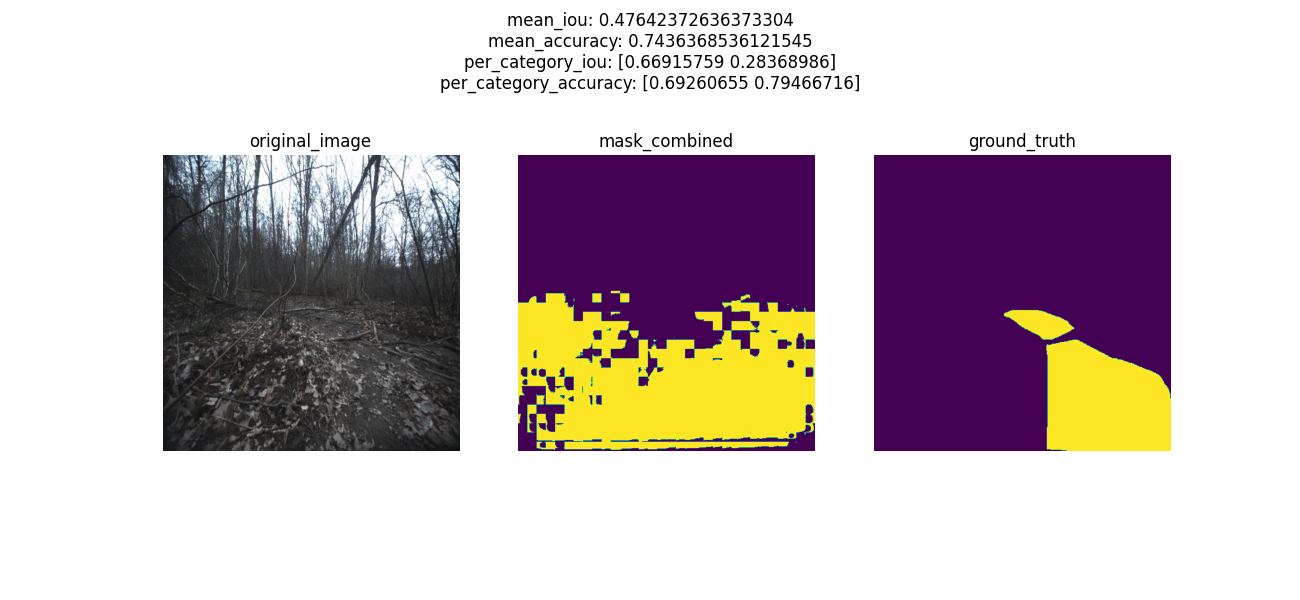 mean_iou: 0.47642372636373304
mean_accuracy: 0.7436368536121545
per_category_iou: [0.66915759 0.28368986]
per_category_accuracy: [0.69260655 0.79466716]
original_image
mask_combined
ground_truth